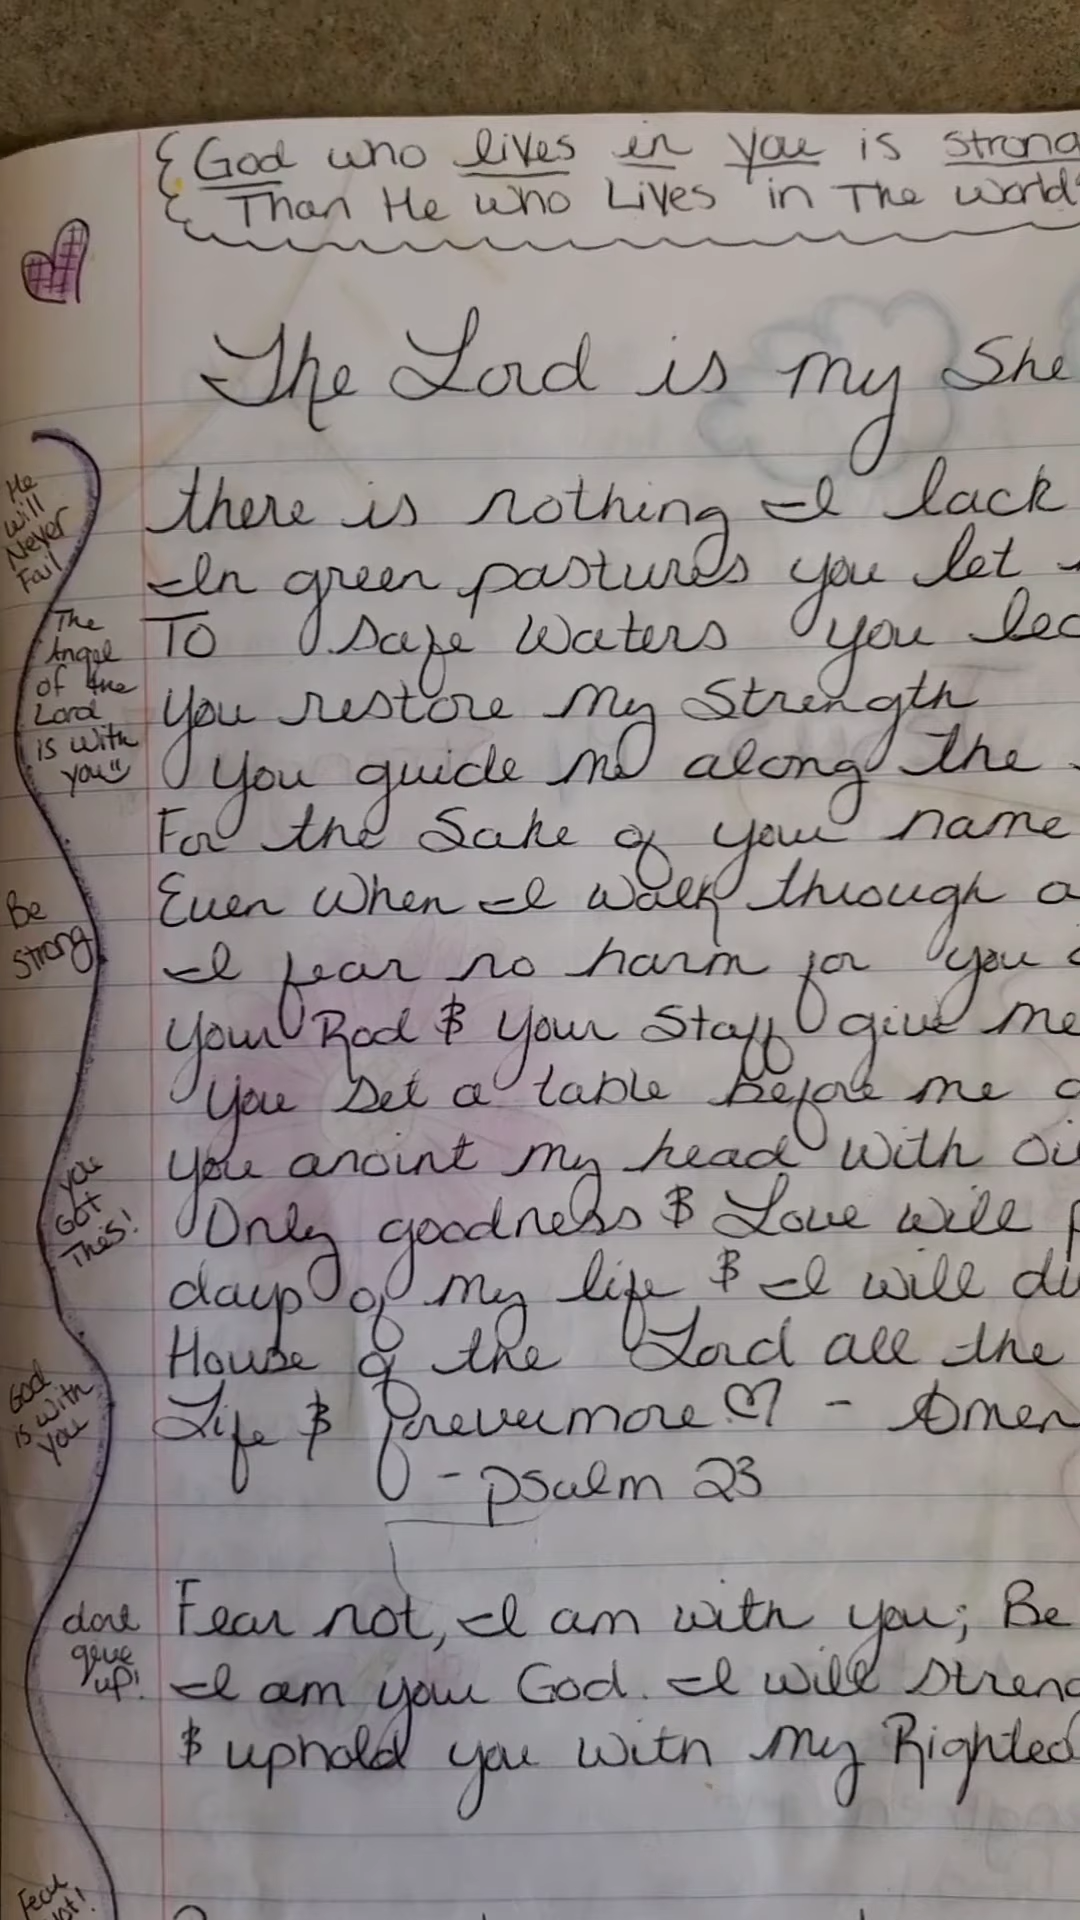 God who lives in you is strong
Than He who Lives in The World
The Lord is my She
there is nothing I lack
In green pastures you let
To Safe Waters you lea
you restore my Strength
You guide me along the
For the Sake of your name
Even When I walk through a
I fear no harm for you a
your Rod & your Staff give me
You set a table before me
you anoint my head with oi
Only goodness & Love will
days of my life & I will dw
House of the Lord all the
Life & forevermore ♡ - Amen
- psalm 23
Fear not, I am with you; Be
I am your God. I will streng
& uphold you with my Righteo
He
will
Never
Fail
The
Angel
of the
Lord
is with
you
Be
Strong
you
Got
This!
God
is with
you
dont
give
up!
Fear
not!